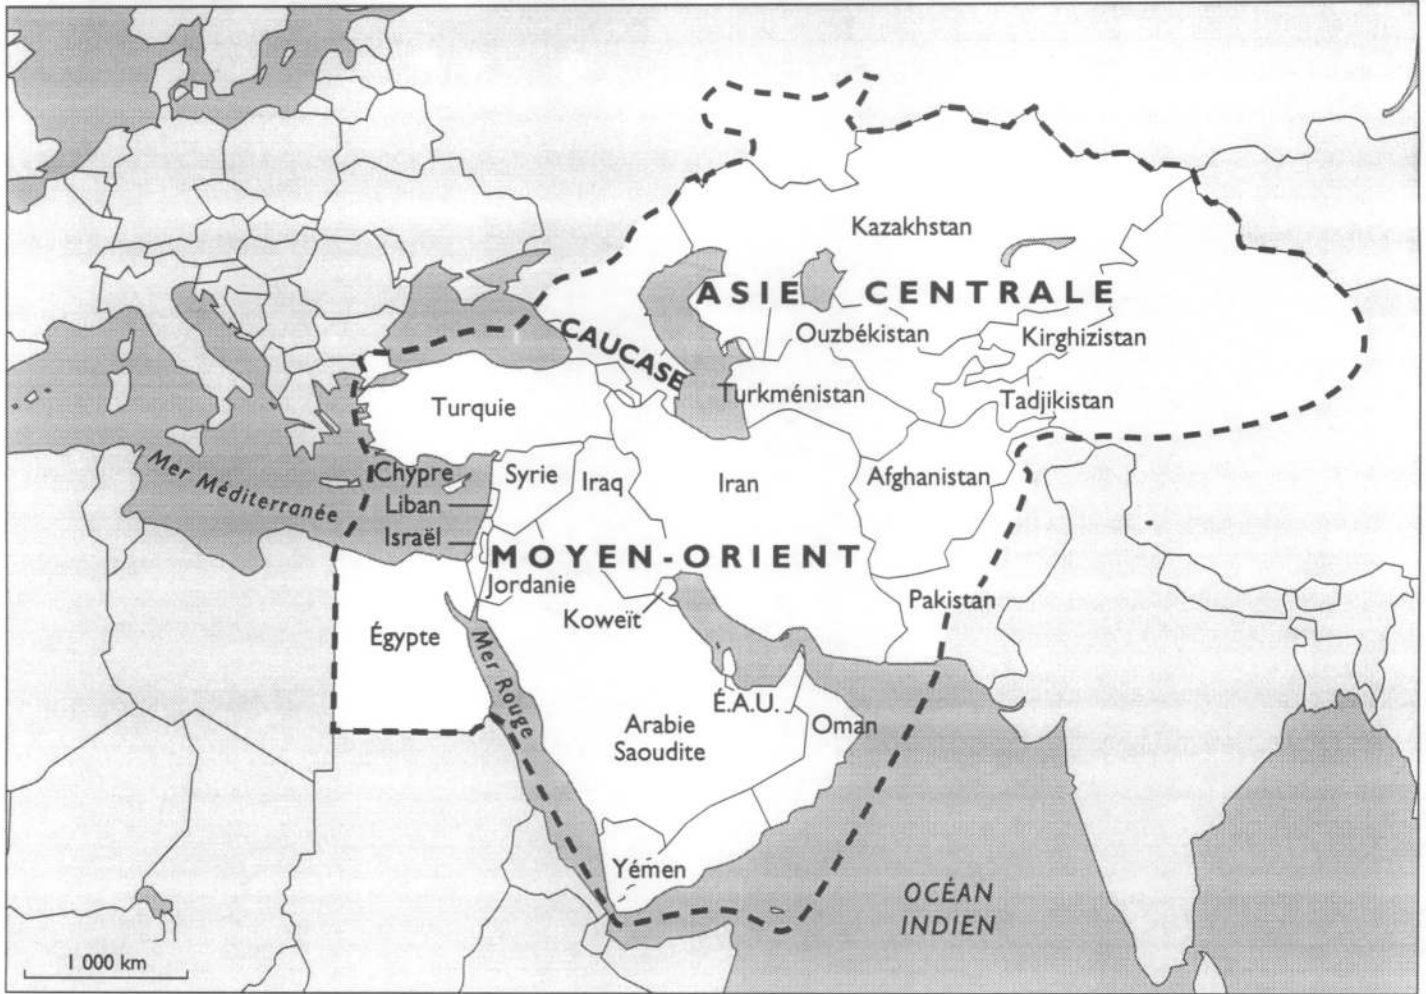 Kazakhstan
ASIE CENTRALE
CAUCASE
Ouzbékistan
Kirghizistan
Turkménistan
Tadjikistan
Turquie
Mer Méditerranée
Chypre
Syrie
Iraq
Iran
Afghanistan
Liban
Israël
MOYEN-ORIENT
Jordanie
Koweït
Pakistan
Égypte
Mer Rouge
É.A.U.
Arabie
Saoudite
Oman
Yémen
OCÉAN
INDIEN
1 000 km